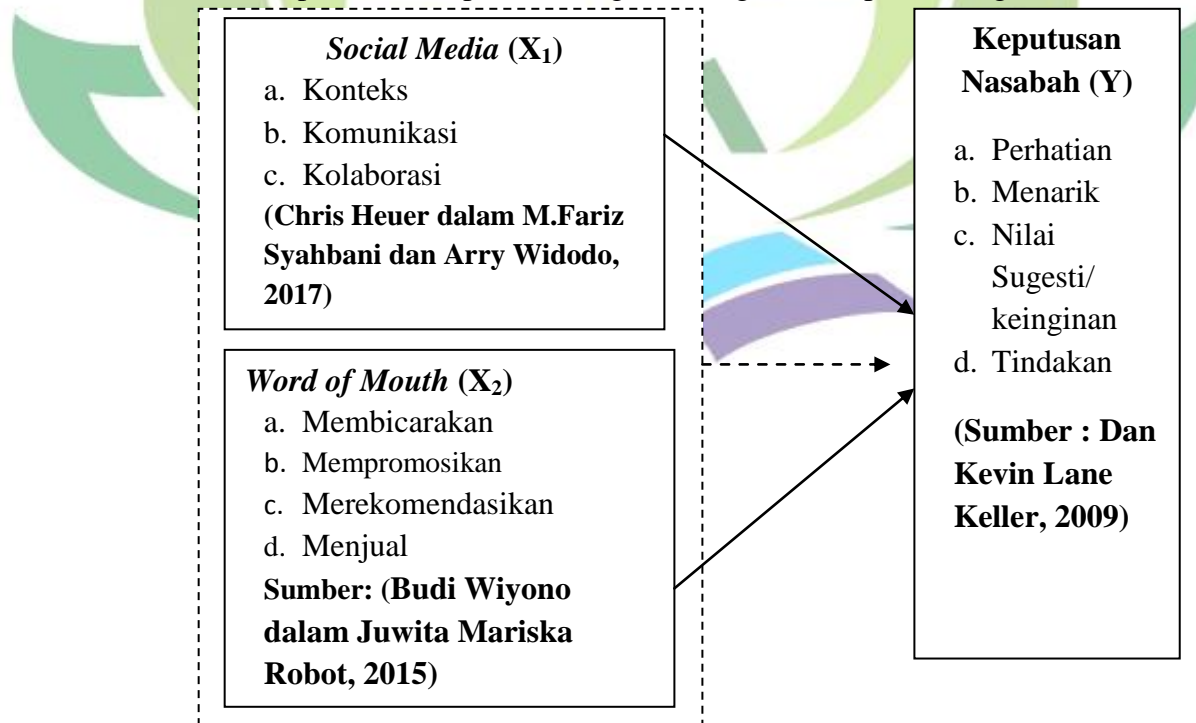 Social Media (X₁)
a. Konteks
b. Komunikasi
c. Kolaborasi
(Chris Heuer dalam M.Fariz
Syahbani dan Arry Widodo,
2017)
Word of Mouth (X₂)
a. Membicarakan
b. Mempromosikan
c. Merekomendasikan
d. Menjual
Sumber: (Budi Wiyono
dalam Juwita Mariska
Robot, 2015)
Keputusan
Nasabah (Y)
a. Perhatian
b. Menarik
c. Nilai
Sugesti/
keinginan
d. Tindakan
(Sumber : Dan
Kevin Lane
Keller, 2009)